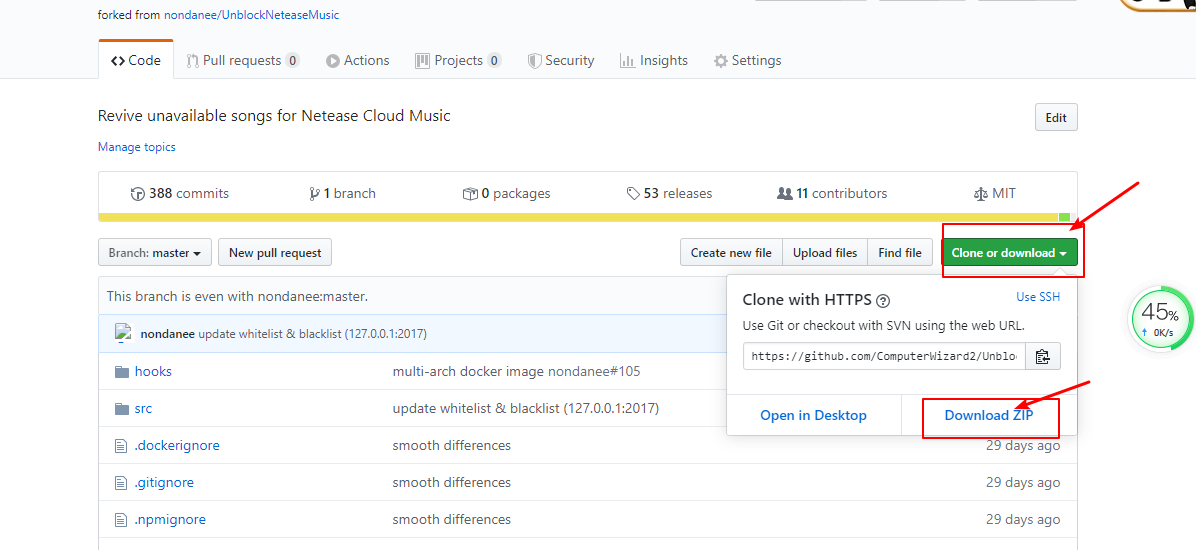 forked from nondanee/UnblockNeteaseMusic
Code Pull requests 0 Actions Projects 0 Security Insights Settings
Revive unavailable songs for Netease Cloud Music
Edit
Manage topics
388 commits 1 branch 0 packages 53 releases 11 contributors MIT
Branch: master New pull request Create new file Upload files Find file Clone or download
This branch is even with nondanee:master.
Clone with HTTPS ? Use SSH
Use Git or checkout with SVN using the web URL.
https://github.com/ComputerWizard2/Unblo
Open in Desktop Download ZIP
nondanee update whitelist & blacklist (127.0.0.1:2017)
hooks multi-arch docker image nondanee#105
src update whitelist & blacklist (127.0.0.1:2017)
.dockerignore smooth differences 29 days ago
.gitignore smooth differences 29 days ago
.npmignore smooth differences 29 days ago
45%
0K/s